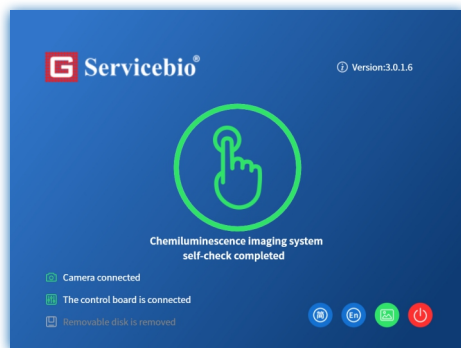 G Servicebio®
Version:3.0.1.6
Chemiluminescence imaging system
self-check completed
Camera connected
The control board is connected
Removable disk is removed
简 En